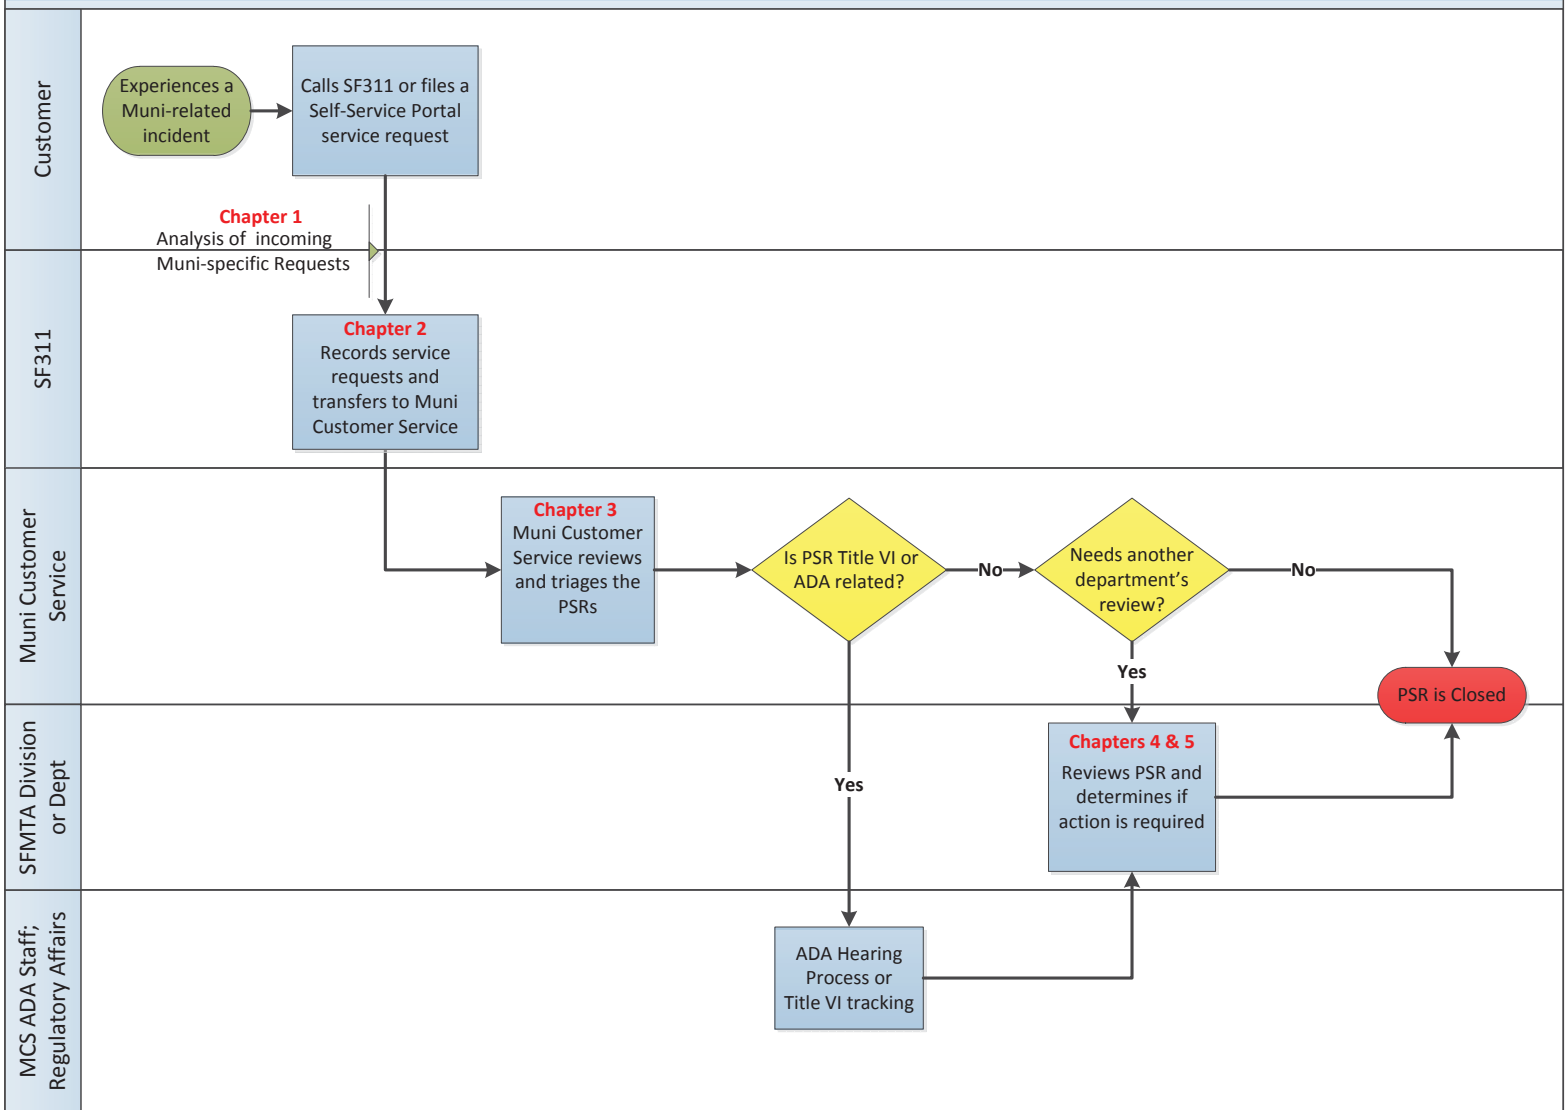 Customer
Experiences a
Muni-related
incident
Calls SF311 or files a
Self-Service Portal
service request
Chapter 1
Analysis of  incoming
Muni-specific Requests
SF311
Chapter 2
Records service
requests and
transfers to Muni
Customer Service
Muni Customer
Service
Chapter 3
Muni Customer
Service reviews
and triages the
PSRs
Is PSR Title VI or
ADA related?
No
Needs another
department’s
review?
No
Yes
PSR is Closed
SFMTA Division
or Dept
Yes
Chapters 4 & 5
Reviews PSR and
determines if
action is required
MCS ADA Staff;
Regulatory Affairs
ADA Hearing
Process or
Title VI tracking